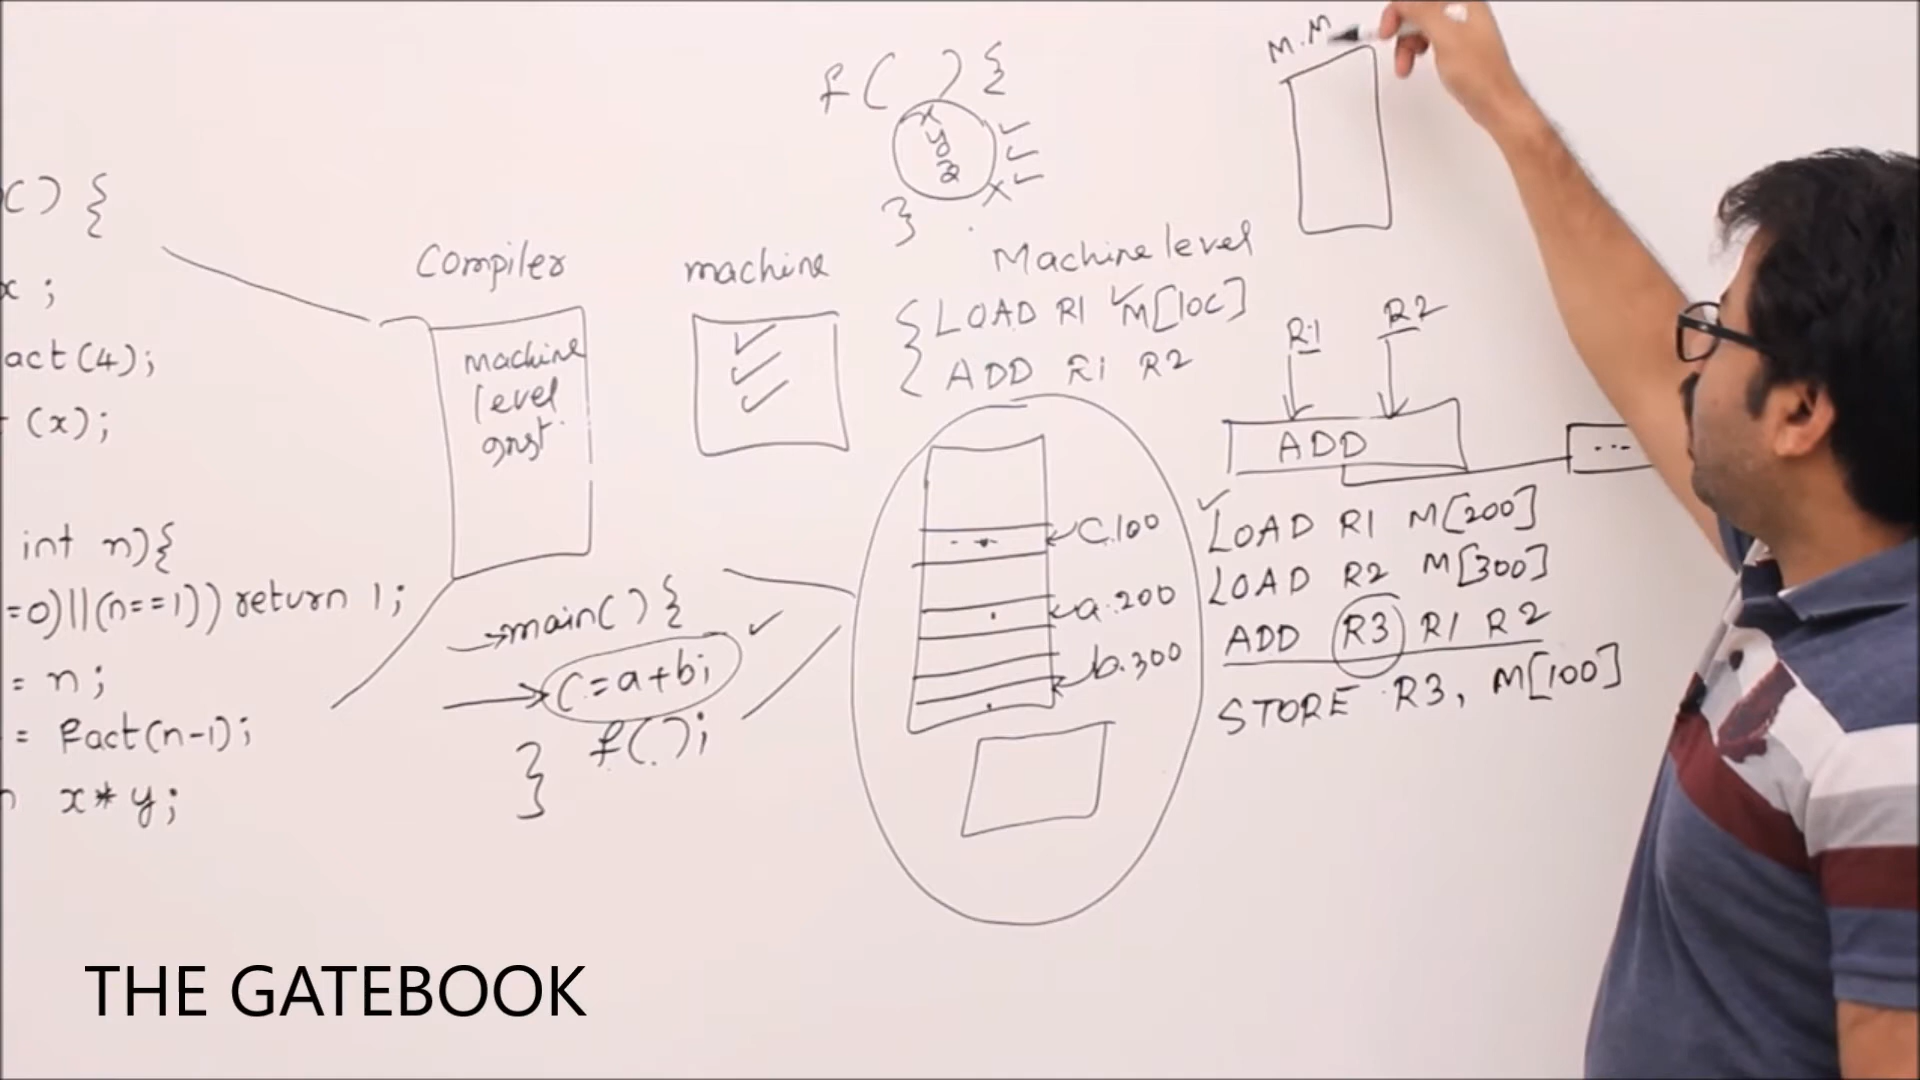 f( ) {
x
y
z
}
M.M
C) {
x ;
act(4);
(x);
int n){
=0)||(n==1)) return 1;
= n;
= Fact(n-1);
x * y;
Compiler
machine
level
inst.
machine
main( ) {
C=a+b;
f( );
}
Machine level
LOAD R1 M[100]
ADD R1 R2
C.100
a.200
b.300
R1 R2
ADD
...
LOAD R1 M[200]
LOAD R2 M[300]
ADD R3 R1 R2
STORE R3, M[100]
THE GATEBOOK